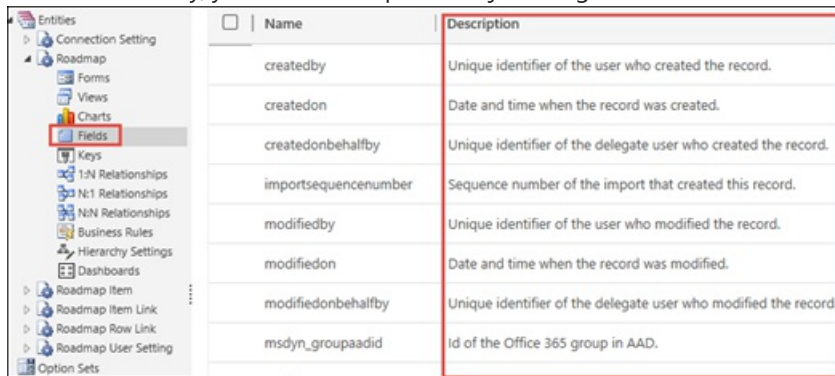 Entities
Connection Setting
Roadmap
Forms
Views
Charts
Fields
Keys
1:N Relationships
N:1 Relationships
N:N Relationships
Business Rules
Hierarchy Settings
Dashboards
Roadmap Item
Roadmap Item Link
Roadmap Row Link
Roadmap User Setting
Option Sets
Name Description
createdby Unique identifier of the user who created the record.
createdon Date and time when the record was created.
createdonbehalfby Unique identifier of the delegate user who created the record.
importsequencenumber Sequence number of the import that created this record.
modifiedby Unique identifier of the user who modified the record.
modifiedon Date and time when the record was modified.
modifiedonbehalfby Unique identifier of the delegate user who modified the record
msdyn_groupaadid Id of the Office 365 group in AAD.